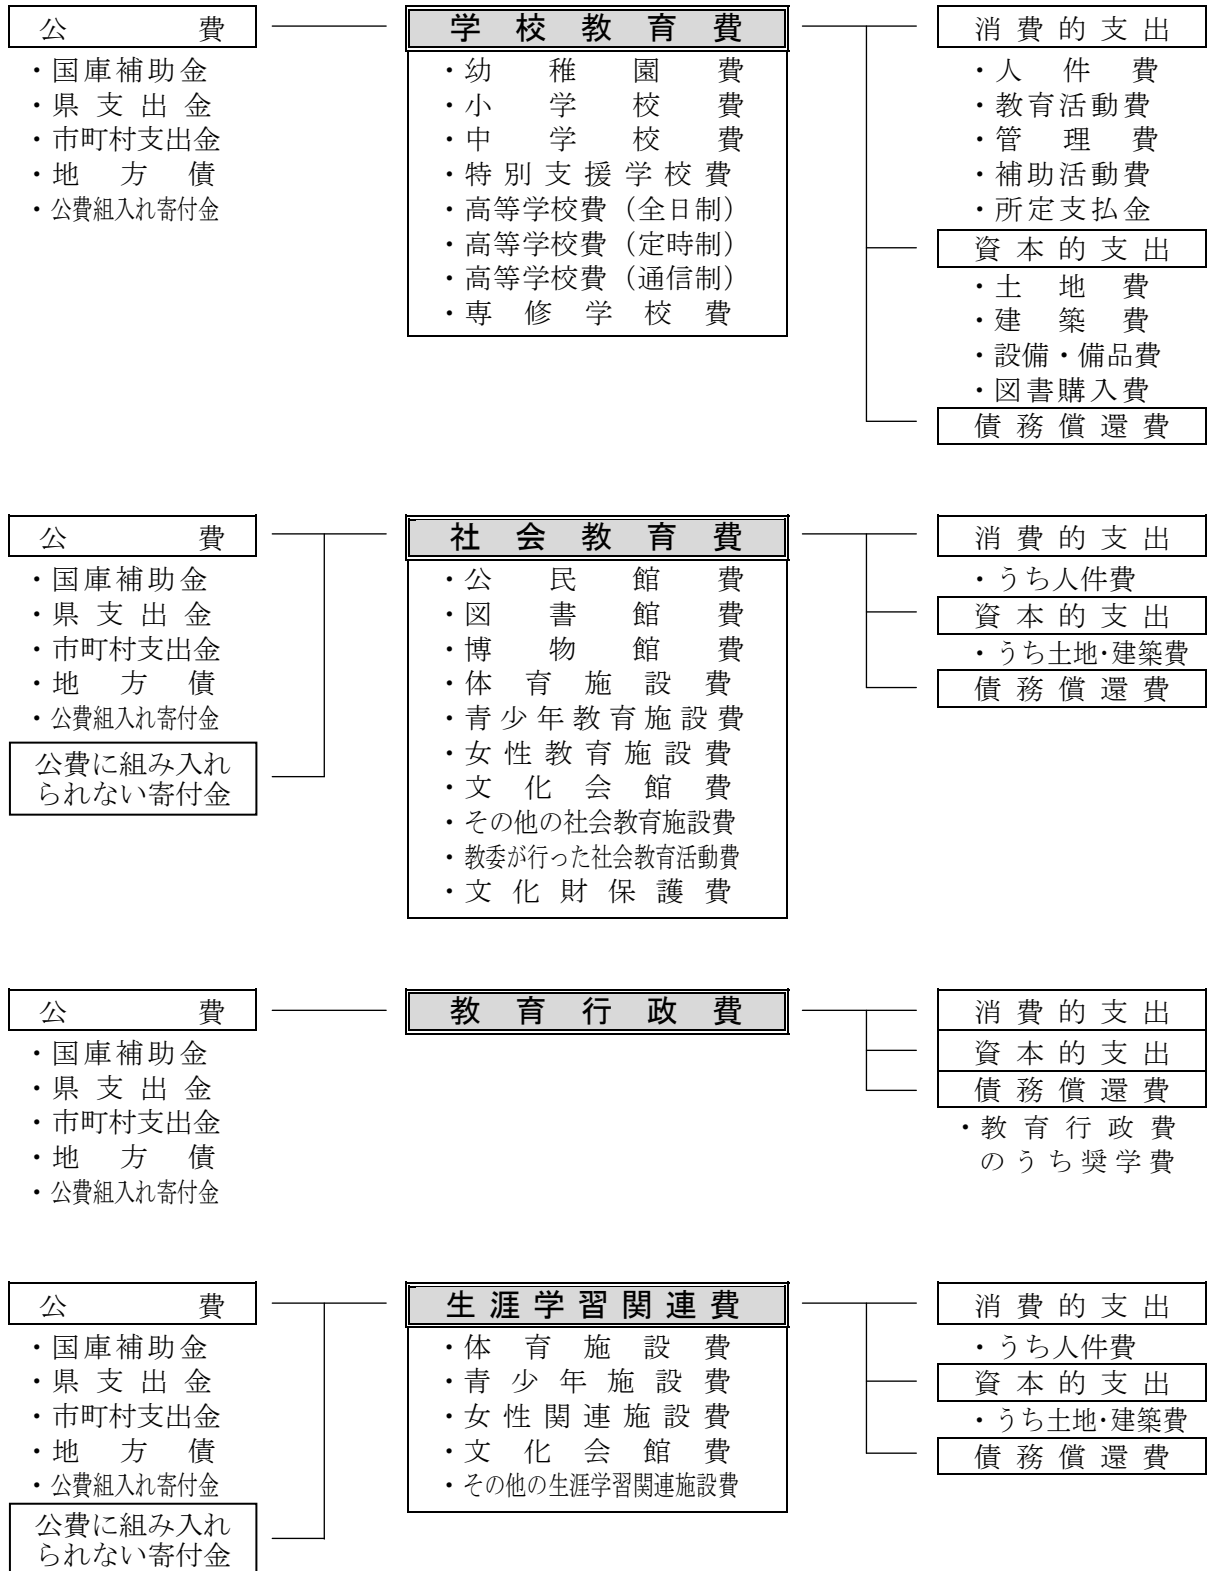 公費
・国庫補助金
・県支出金
・市町村支出金
・地方債
・公費組入れ寄付金
学校教育費
・幼稚園費
・小学校費
・中学校費
・特別支援学校費
・高等学校費（全日制）
・高等学校費（定時制）
・高等学校費（通信制）
・専修学校費
消費的支出
・人件費
・教育活動費
・管理費
・補助活動費
・所定支払金
資本的支出
・土地費
・建築費
・設備・備品費
・図書購入費
債務償還費
公費
・国庫補助金
・県支出金
・市町村支出金
・地方債
・公費組入れ寄付金
公費に組み入れ
られない寄付金
社会教育費
・公民館費
・図書館費
・博物館費
・体育施設費
・青少年教育施設費
・女性教育施設費
・文化会館費
・その他の社会教育施設費
・教委が行った社会教育活動費
・文化財保護費
消費的支出
・うち人件費
資本的支出
・うち土地・建築費
債務償還費
公費
・国庫補助金
・県支出金
・市町村支出金
・地方債
・公費組入れ寄付金
教育行政費
消費的支出
資本的支出
債務償還費
・教育行政費
のうち奨学費
公費
・国庫補助金
・県支出金
・市町村支出金
・地方債
・公費組入れ寄付金
公費に組み入れ
られない寄付金
生涯学習関連費
・体育施設費
・青少年施設費
・女性関連施設費
・文化会館費
・その他の生涯学習関連施設費
消費的支出
・うち人件費
資本的支出
・うち土地・建築費
債務償還費